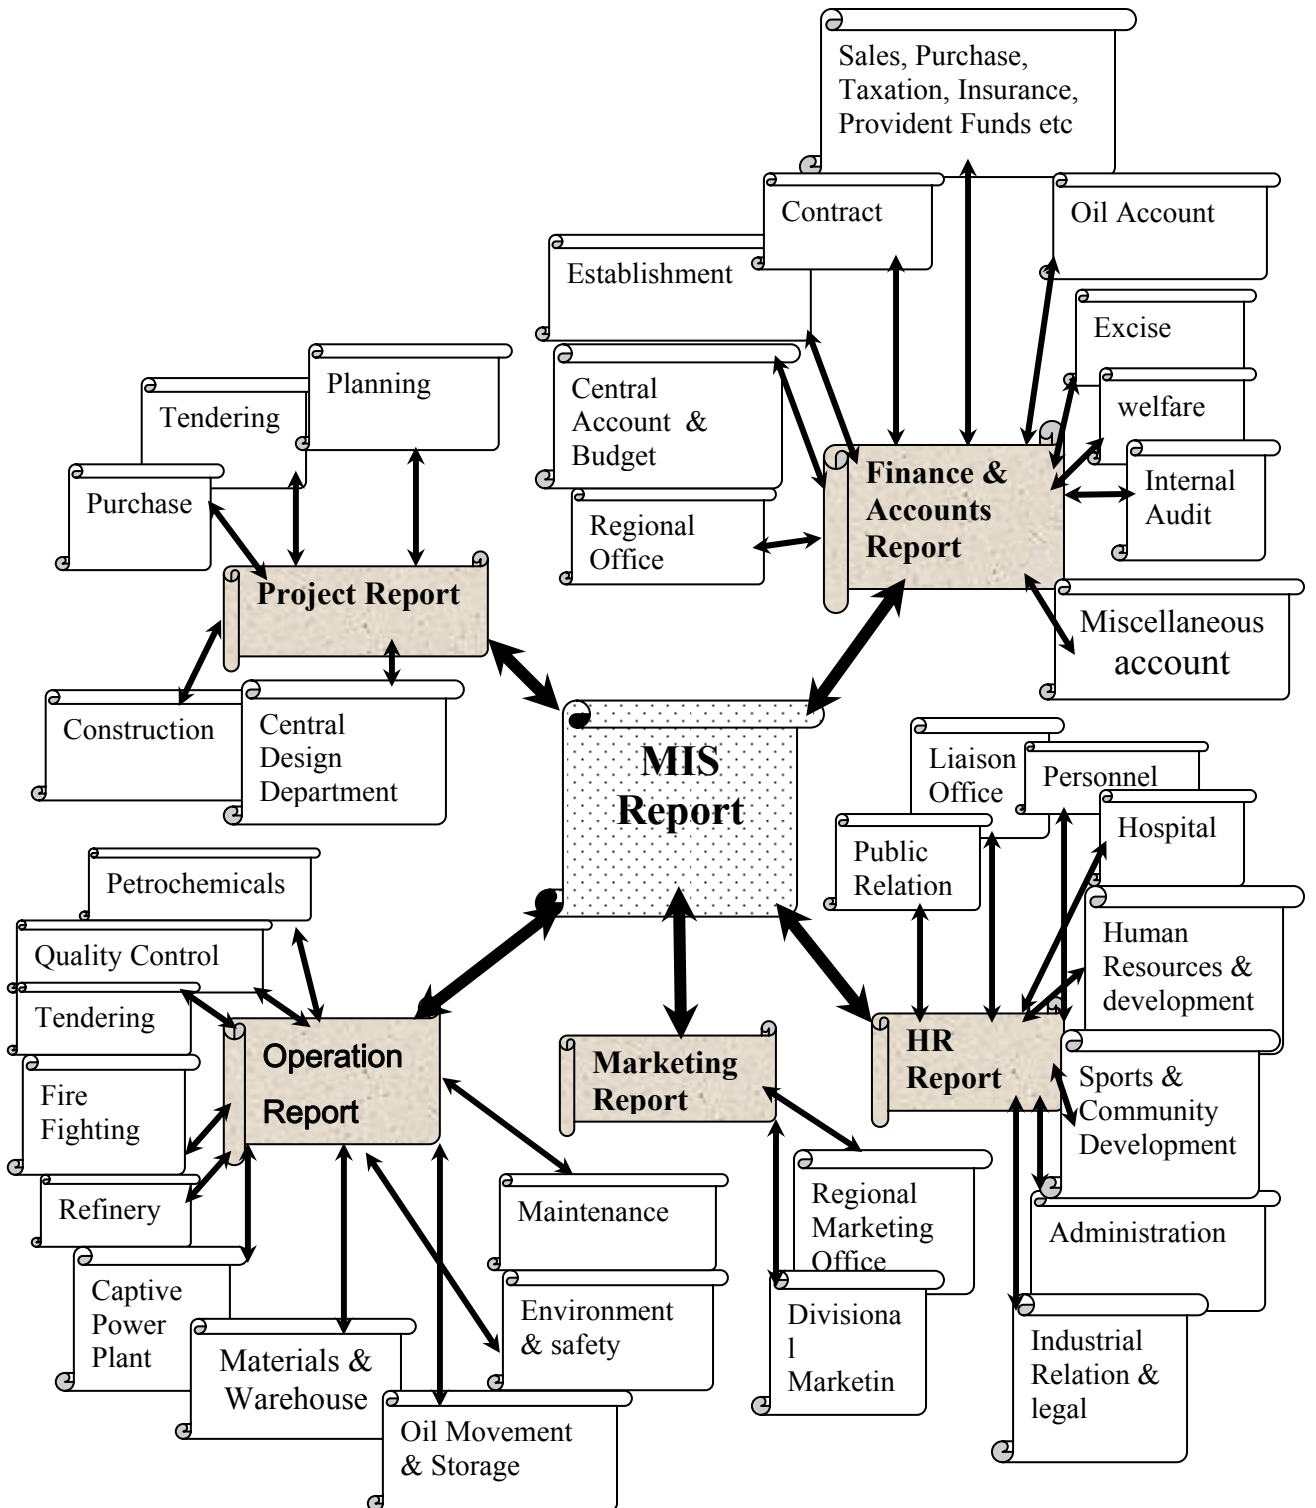 Sales, Purchase,
Taxation, Insurance,
Provident Funds etc
Contract
Oil Account
Establishment
Excise
Planning
Central
Account &
Budget
welfare
Tendering
Finance &
Accounts
Report
Internal
Audit
Purchase
Regional
Office
Project Report
Miscellaneous
account
Construction
Central
Design
Department
MIS
Report
Liaison
Office
Personnel
Hospital
Public
Relation
Petrochemicals
Quality Control
Human
Resources &
development
Tendering
Operation
Report
Marketing
Report
HR
Report
Fire
Fighting
Sports &
Community
Development
Refinery
Maintenance
Regional
Marketing
Office
Administration
Captive
Power
Plant
Environment
& safety
Divisiona
l
Marketin
Materials &
Warehouse
Industrial
Relation &
legal
Oil Movement
& Storage